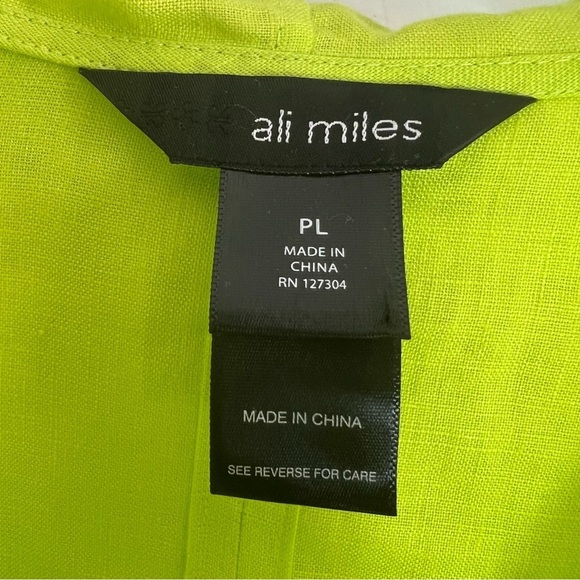 ali miles
PL
MADE IN
CHINA
RN 127304
MADE IN CHINA
SEE REVERSE FOR CARE